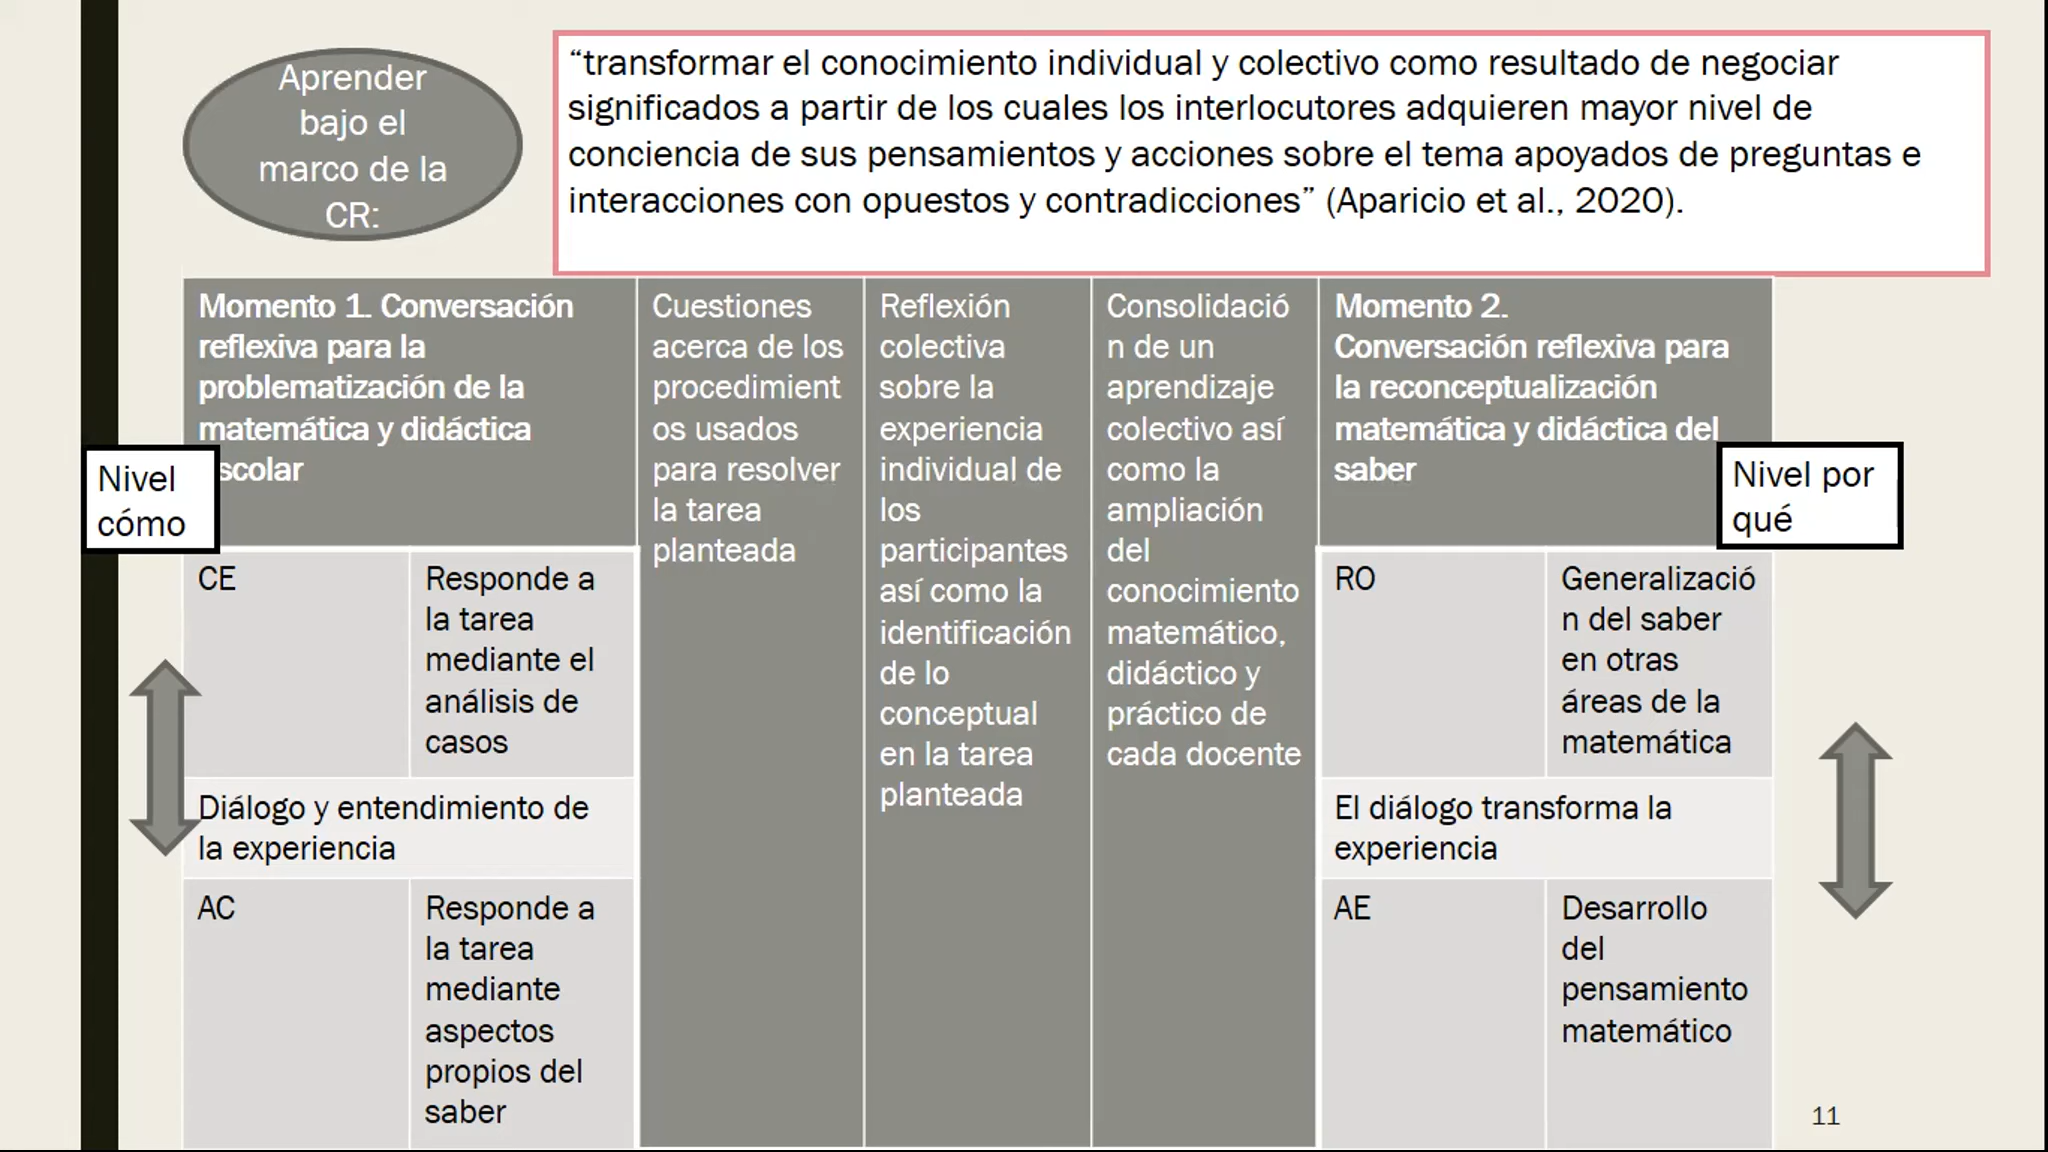 Aprender
bajo el
marco de la
CR:
“transformar el conocimiento individual y colectivo como resultado de negociar
significados a partir de los cuales los interlocutores adquieren mayor nivel de
conciencia de sus pensamientos y acciones sobre el tema apoyados de preguntas e
interacciones con opuestos y contradicciones” (Aparicio et al., 2020).
Momento 1. Conversación
reflexiva para la
problematización de la
matemática y didáctica
scolar
Nivel
cómo
CE
Responde a
la tarea
mediante el
análisis de
casos
Diálogo y entendimiento de
la experiencia
AC
Responde a
la tarea
mediante
aspectos
propios del
saber
Cuestiones
acerca de los
procedimient
os usados
para resolver
la tarea
planteada
Reflexión
colectiva
sobre la
experiencia
individual de
los
participantes
así como la
identificación
de lo
conceptual
en la tarea
planteada
Consolidació
n de un
aprendizaje
colectivo así
como la
ampliación
del
conocimiento
matemático,
didáctico y
práctico de
cada docente
Momento 2.
Conversación reflexiva para
la reconceptualización
matemática y didáctica del
saber
Nivel por
qué
RO
Generalizació
n del saber
en otras
áreas de la
matemática
El diálogo transforma la
experiencia
AE
Desarrollo
del
pensamiento
matemático
11